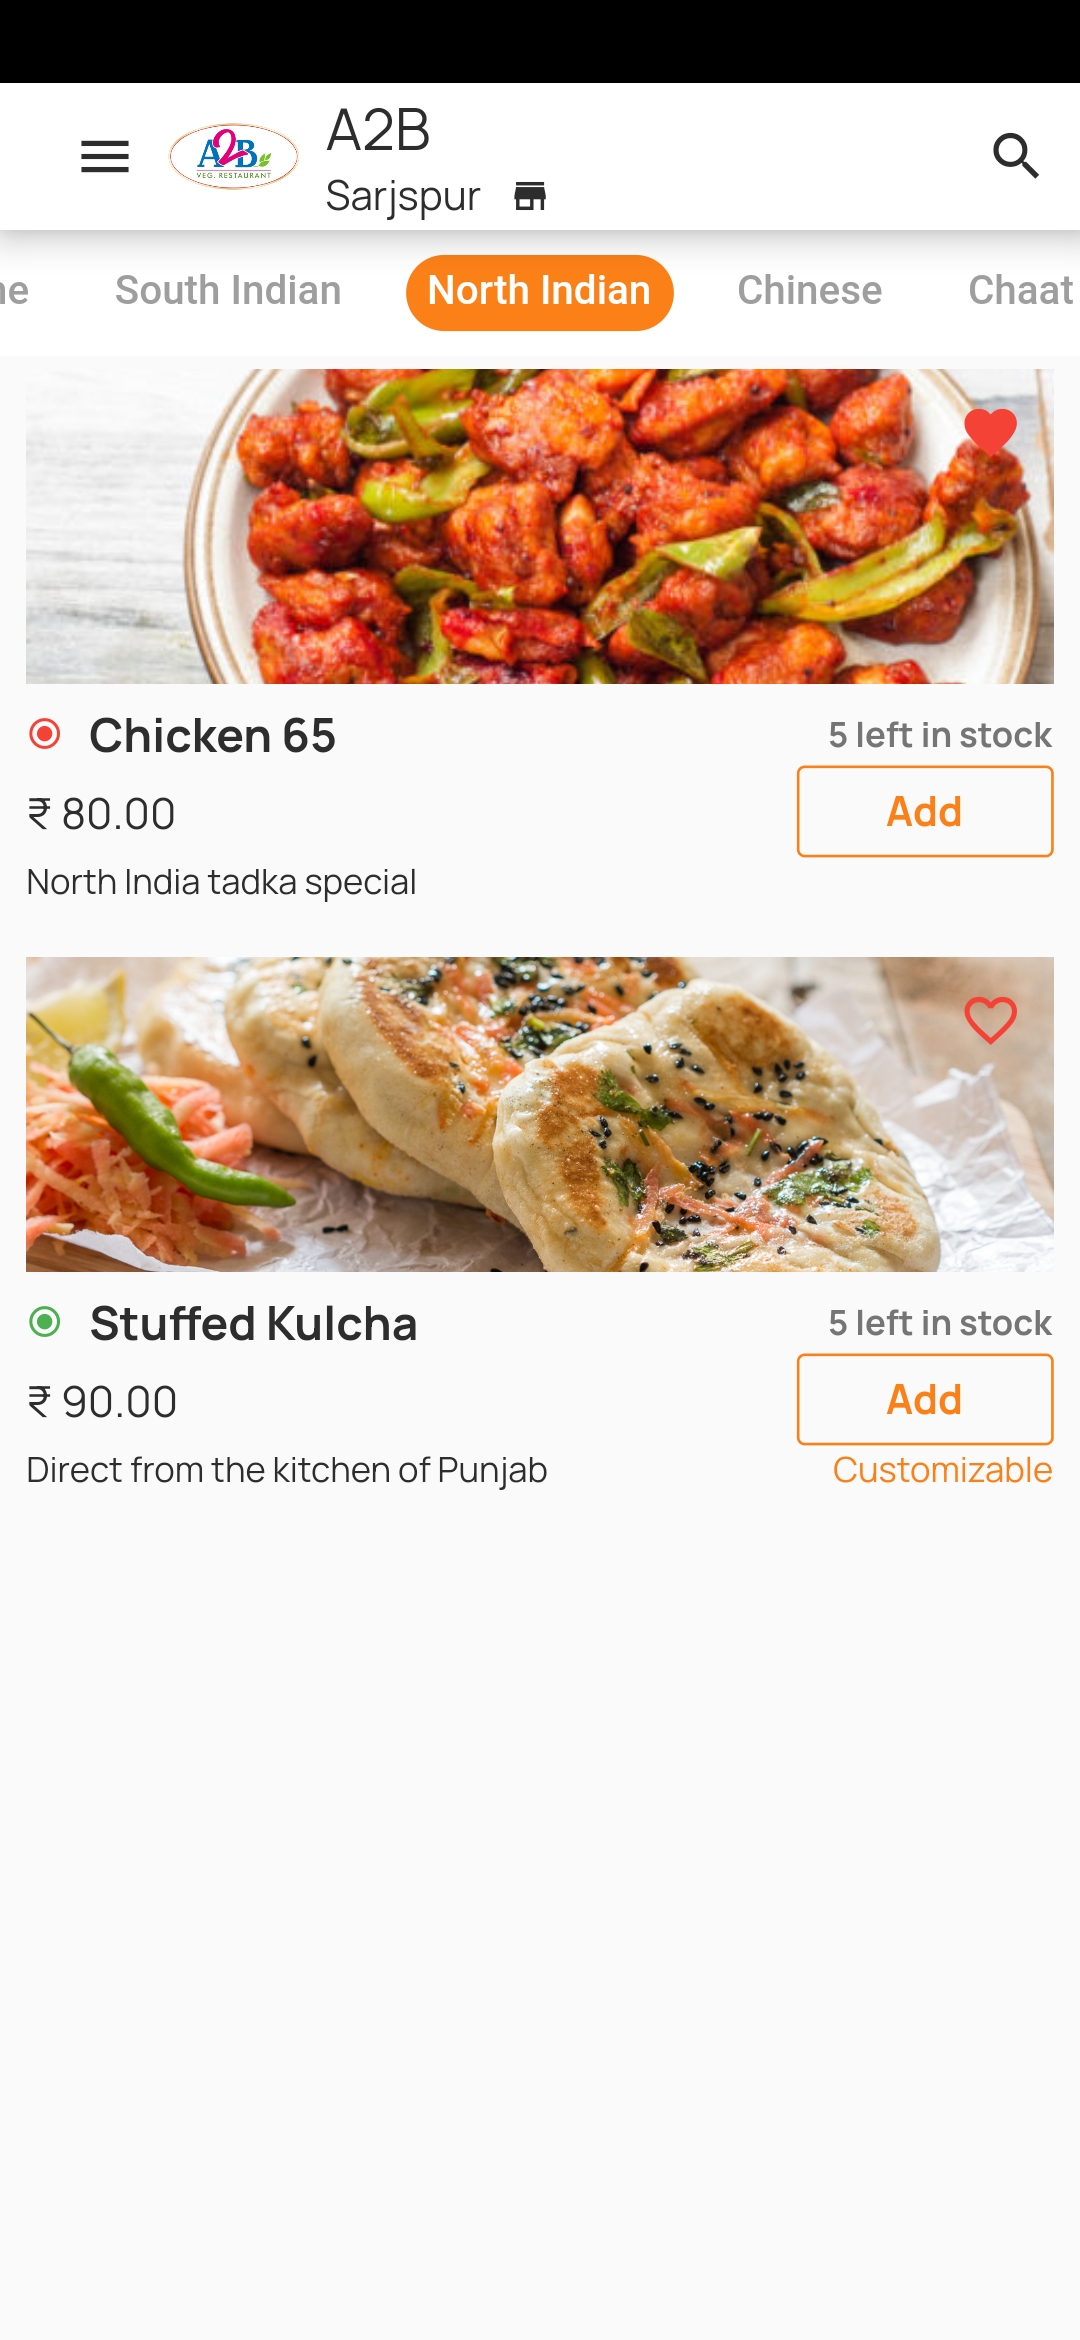 A2B
VEG. RESTAURANT
A2B
Sarjspur
South Indian
North Indian
Chinese
Chaat
Chicken 65
5 left in stock
₹ 80.00
Add
North India tadka special
Stuffed Kulcha
5 left in stock
₹ 90.00
Add
Direct from the kitchen of Punjab
Customizable